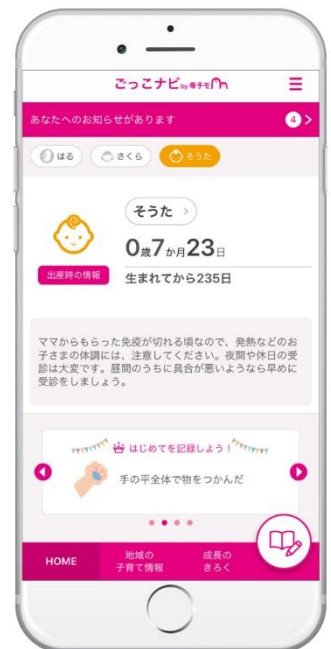 ごっこナビ by 母子モ
あなたへのお知らせがあります
4
はる
さくら
そうた
そうた
0歳7か月23日
出産時の情報
生まれてから235日
ママからもらった免疫が切れる頃なので、発熱などのお
子さまの体調には、注意してください。夜間や休日の受
診は大変です。昼間のうちに具合が悪いようなら早めに
受診をしましょう。
はじめてを記録しよう!
手の平全体で物をつかんだ
HOME
地域の
子育て情報
成長の
きろく